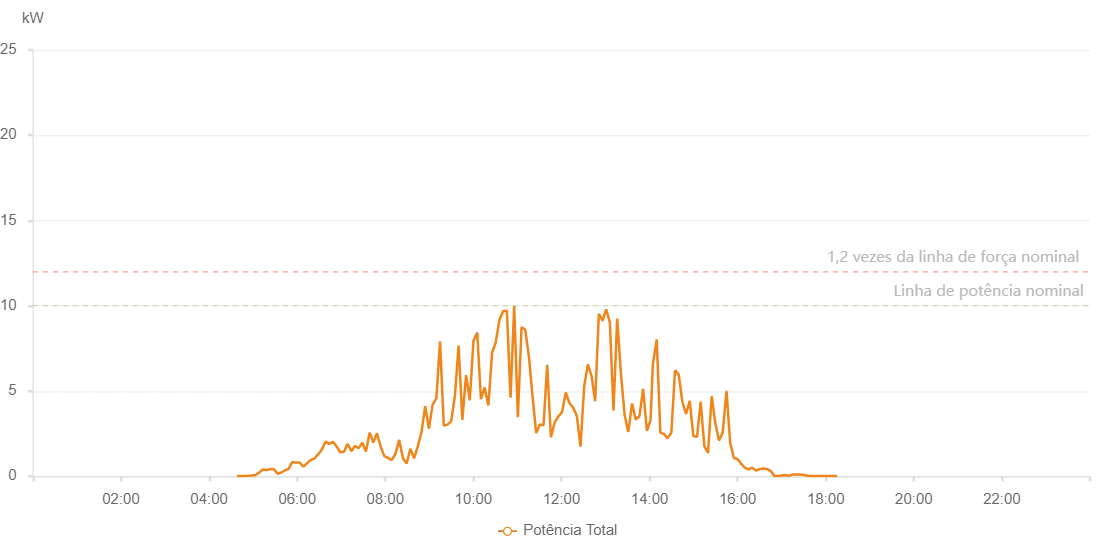 kW
25
20
15
1,2 vezes da linha de força nominal
Linha de potência nominal
10
5
0
02:00 04:00 06:00 08:00 10:00 12:00 14:00 16:00 18:00 20:00 22:00
Potência Total